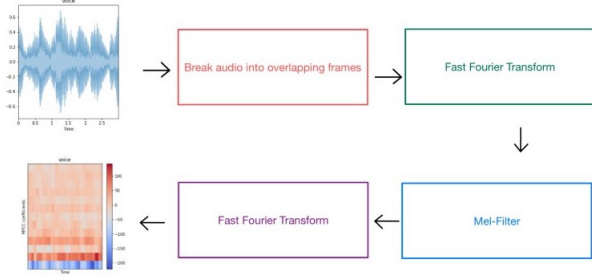 voice
0.6
0.4
0.2
0.0
-0.2
-0.4
-0.6
0 0.5 1 1.5 2 2.5
Time
Break audio into overlapping frames
Fast Fourier Transform
voice
MFCC coefficients
Time
100
50
0
-50
-100
-150
-200
Fast Fourier Transform
Mel-Filter